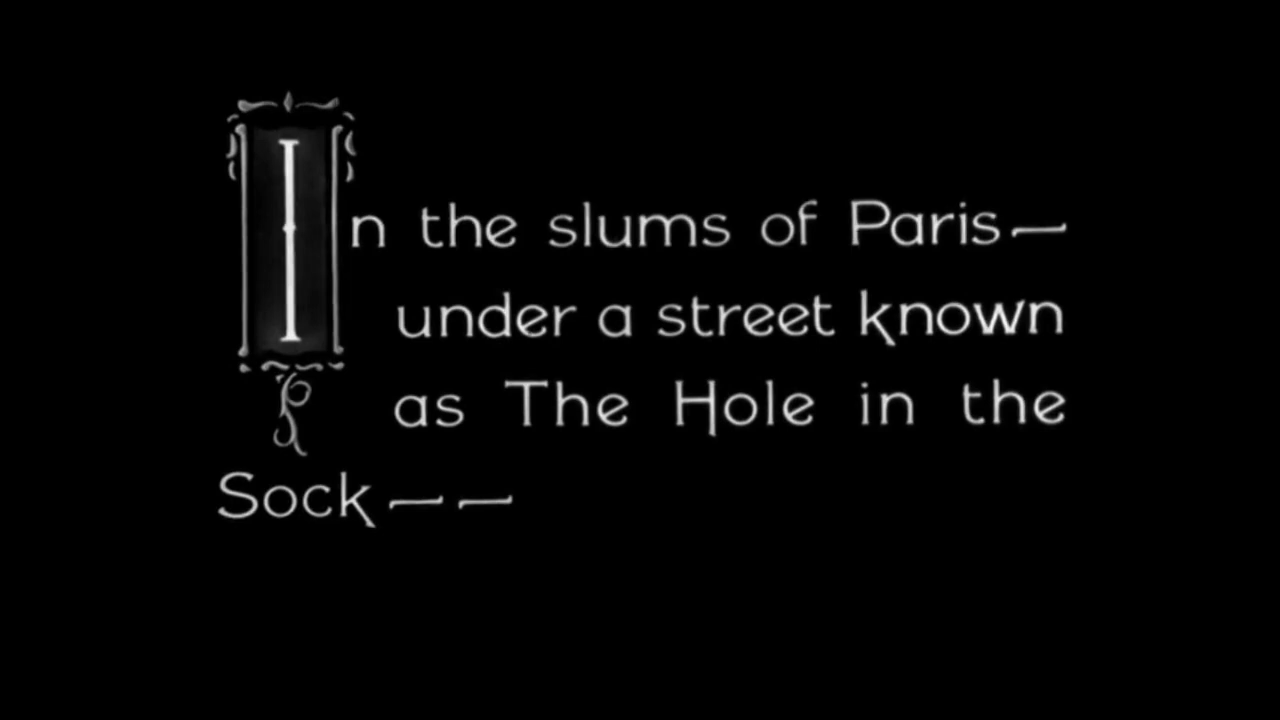 In the slums of Paris—
under a street known
as The Hole in the
Sock — —